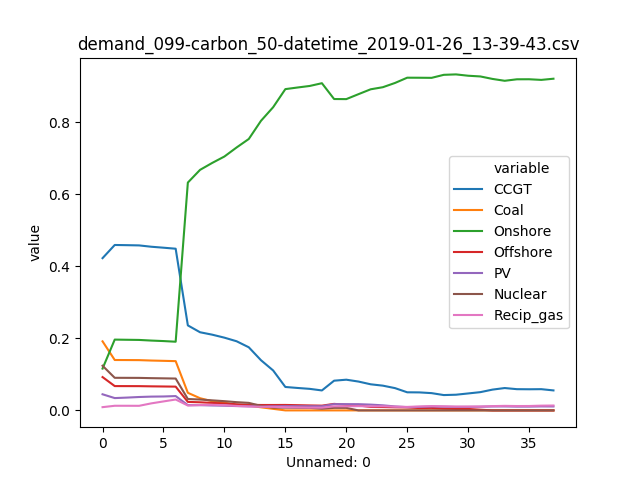 demand_099-carbon_50-datetime_2019-01-26_13-39-43.csv
value
0.8
0.6
0.4
0.2
0.0
variable
CCGT
Coal
Onshore
Offshore
PV
Nuclear
Recip_gas
0 5 10 15 20 25 30 35
Unnamed: 0